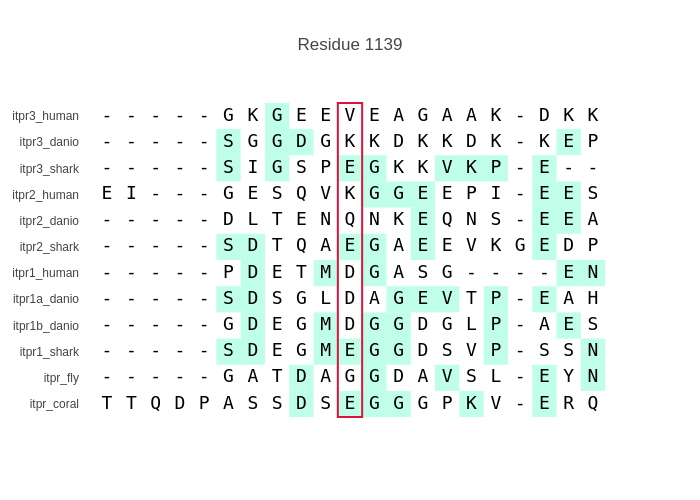 Residue 1139
itpr3_human - - - - - G K G E E V E A G A A K - D K K
itpr3_danio - - - - - S G G D G K K D K K D K - K E P
itpr3_shark - - - - - S I G S P E G K K V K P - E - -
itpr2_human E I - - - G E S Q V K G G E E P I - E E S
itpr2_danio - - - - - D L T E N Q N K E Q N S - E E A
itpr2_shark - - - - - S D T Q A E G A E E V K G E D P
itpr1_human - - - - - P D E T M D G A S G - - - - E N
itpr1a_danio - - - - - S D S G L D A G E V T P - E A H
itpr1b_danio - - - - - G D E G M D G G D G L P - A E S
itpr1_shark - - - - - S D E G M E G G D S V P - S S N
itpr_fly - - - - - G A T D A G G D A V S L - E Y N
itpr_coral T T Q D P A S S D S E G G G P K V - E R Q